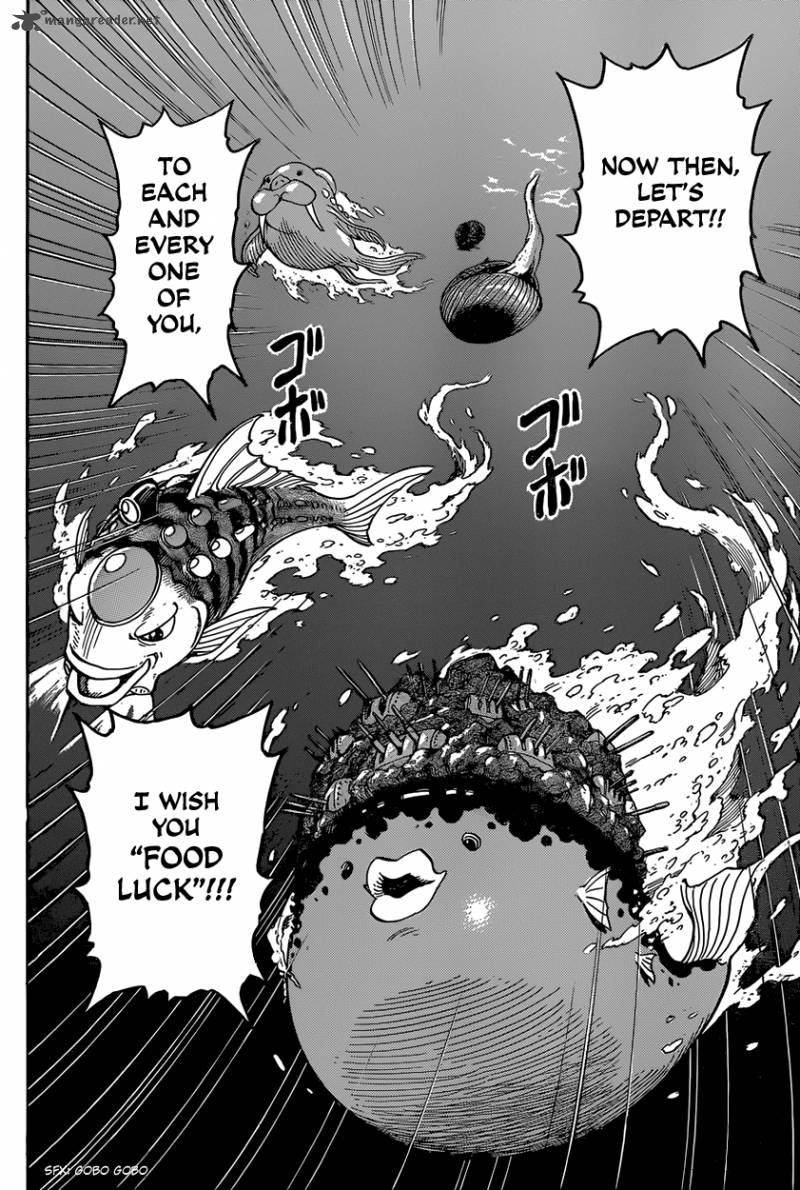 mangareader.net
NOW THEN,
LET'S
DEPART!!
TO
EACH
AND
EVERY
ONE
OF
YOU,
ゴボ
ゴボ
I WISH
YOU
"FOOD
LUCK"!!!
SFX: GOBO GOBO